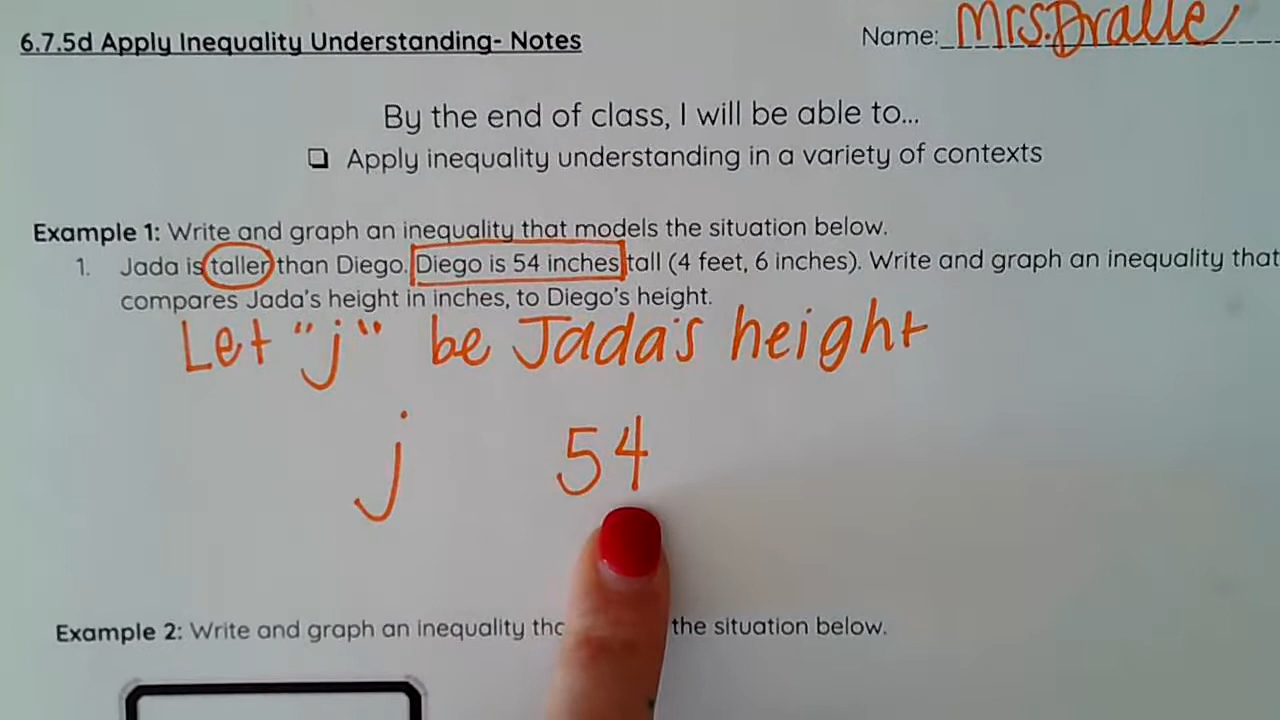 6.7.5d Apply Inequality Understanding- Notes
Name: Mrs. Dralle
By the end of class, I will be able to...
❏ Apply inequality understanding in a variety of contexts
Example 1: Write and graph an inequality that models the situation below.
1. Jada is taller than Diego. Diego is 54 inches tall (4 feet, 6 inches). Write and graph an inequality that
compares Jada's height in inches, to Diego's height.
Let "j" be Jada's height
j 54
Example 2: Write and graph an inequality the situation below.